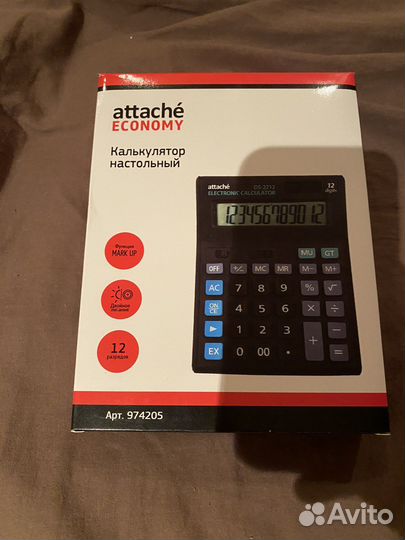 attaché
ECONOMY
Калькулятор
настольный
Функция
MARK UP
Двойное
питание
12
разрядов
attaché
12
digits
ELECTRONIC CALCULATOR
123456789012
MU GT
OFF +/− MC MR M− M+
AC 7 8 9 % √
ON/CE 4 5 6 × ÷
▶ 1 2 3 + −
EX 0 00 · =
Арт. 974205
Avito